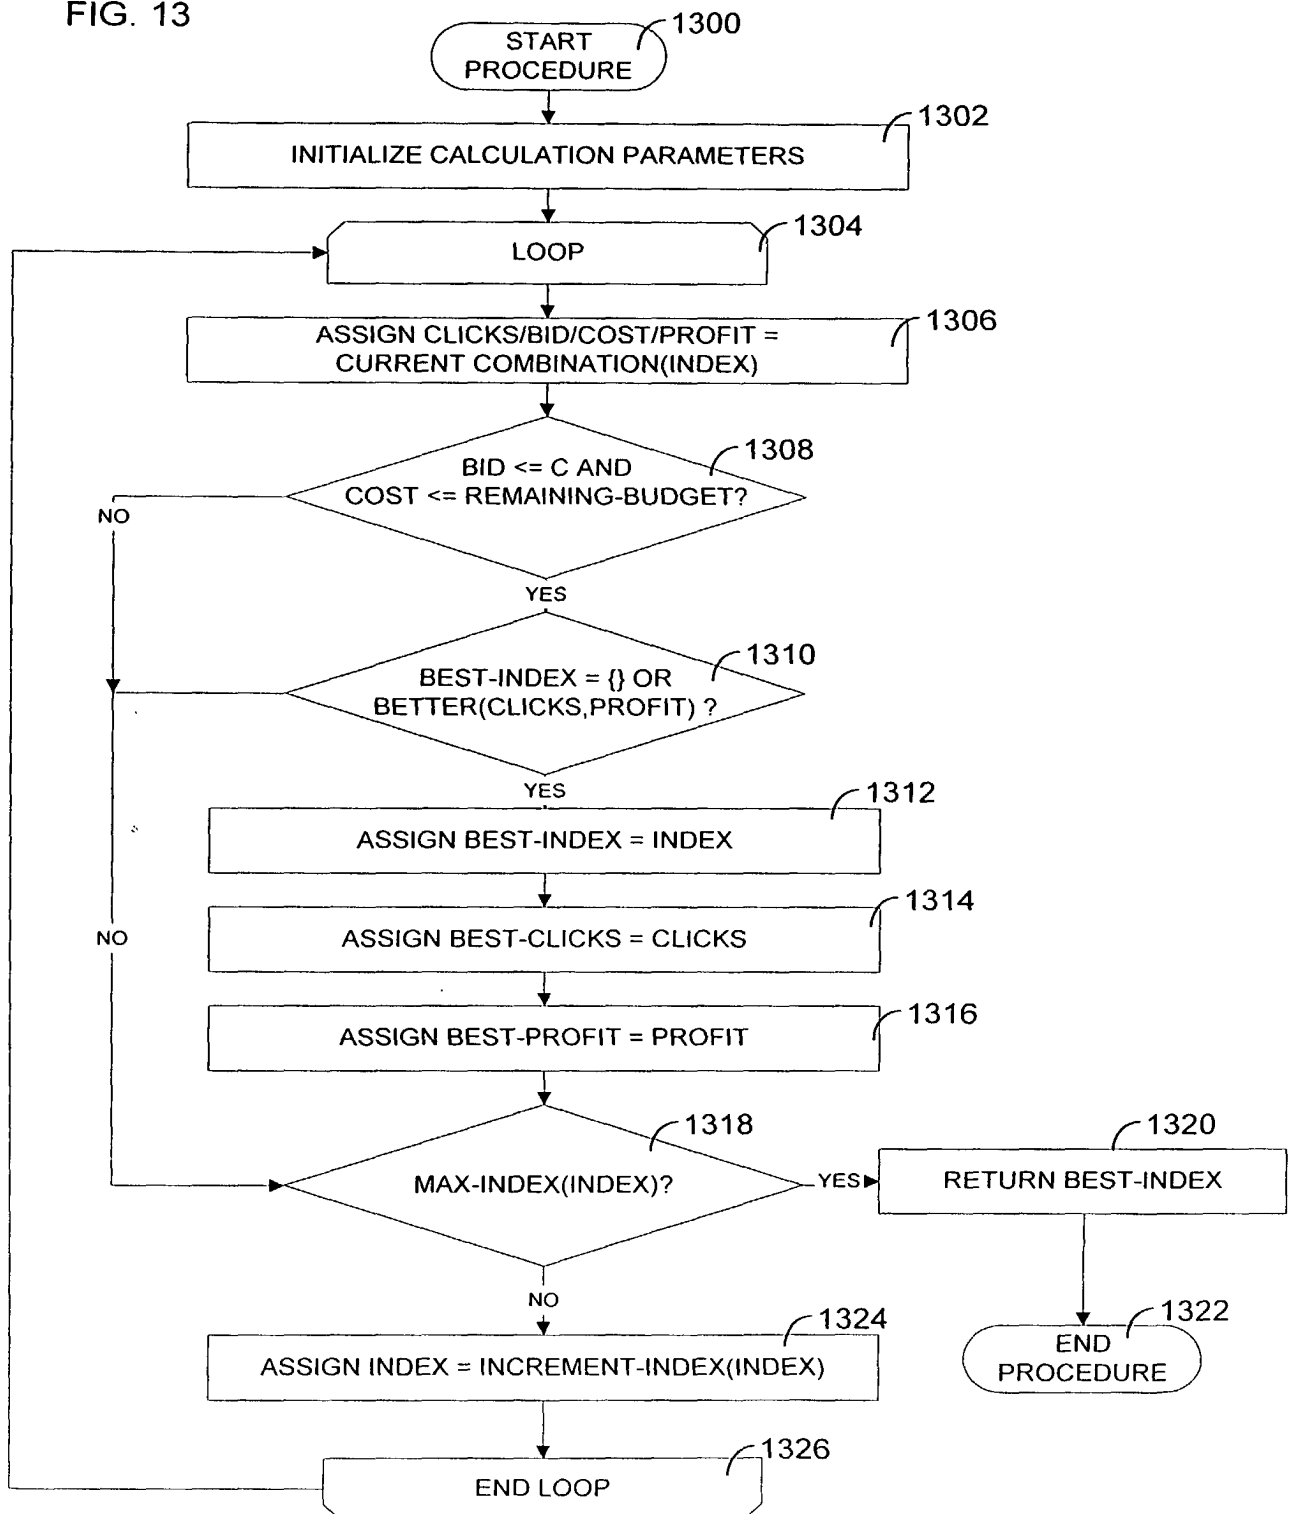 FIG. 13
1300
START
PROCEDURE
1302
INITIALIZE CALCULATION PARAMETERS
1304
LOOP
1306
ASSIGN CLICKS/BID/COST/PROFIT =
CURRENT COMBINATION(INDEX)
1308
BID <= C AND
COST <= REMAINING-BUDGET?
NO
YES
1310
BEST-INDEX = {} OR
BETTER(CLICKS,PROFIT) ?
YES
1312
ASSIGN BEST-INDEX = INDEX
1314
ASSIGN BEST-CLICKS = CLICKS
NO
1316
ASSIGN BEST-PROFIT = PROFIT
1318
MAX-INDEX(INDEX)?
YES
1320
RETURN BEST-INDEX
NO
1322
END
PROCEDURE
1324
ASSIGN INDEX = INCREMENT-INDEX(INDEX)
1326
END LOOP